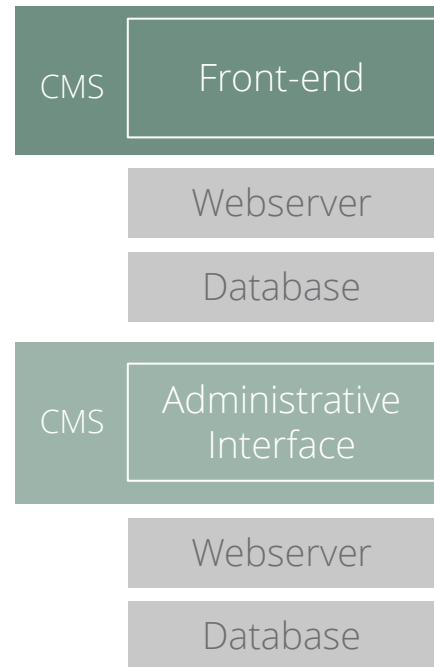 CMS
Front-end
Webserver
Database
CMS
Administrative
Interface
Webserver
Database